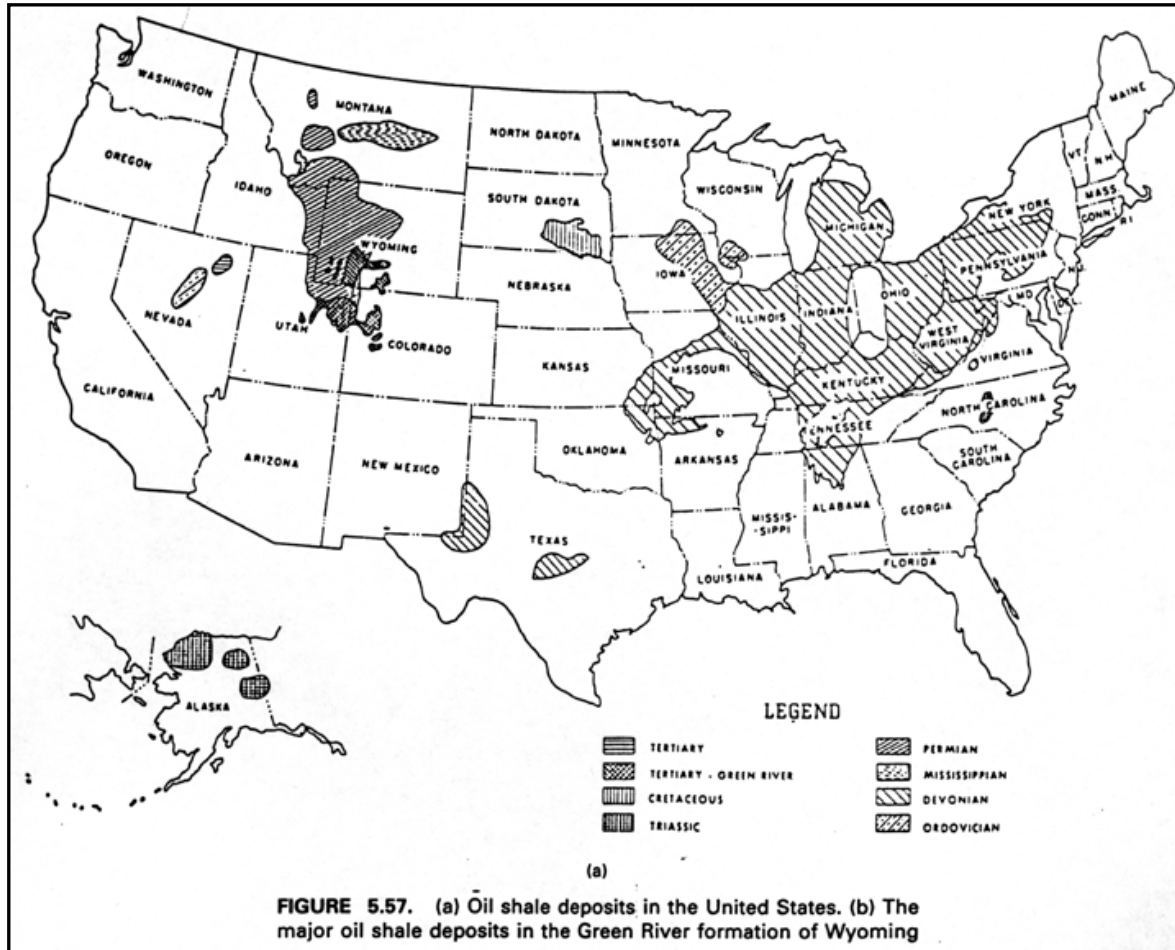 WASHINGTON
MONTANA
NORTH DAKOTA
MINNESOTA
MAINE
OREGON
IDAHO
SOUTH DAKOTA
WISCONSIN
VT.
N.H.
MASS.
CONN.
R.I.
NEW YORK
MICHIGAN
WYOMING
IOWA
PENNSYLVANIA
N.J.
NEBRASKA
NEVADA
UTAH
COLORADO
ILLINOIS
INDIANA
OHIO
MD.
DEL.
WEST
VIRGINIA
VIRGINIA
KANSAS
MISSOURI
KENTUCKY
CALIFORNIA
NORTH CAROLINA
TENNESSEE
ARIZONA
NEW MEXICO
OKLAHOMA
ARKANSAS
SOUTH
CAROLINA
MISSIS-
-SIPPI
ALABAMA
GEORGIA
TEXAS
LOUISIANA
FLORIDA
ALASKA
LEGEND
TERTIARY
TERTIARY - GREEN RIVER
CRETACEOUS
TRIASSIC
PERMIAN
MISSISSIPPIAN
DEVONIAN
ORDOVICIAN
(a)
FIGURE 5.57. (a) Oil shale deposits in the United States. (b) The
major oil shale deposits in the Green River formation of Wyoming